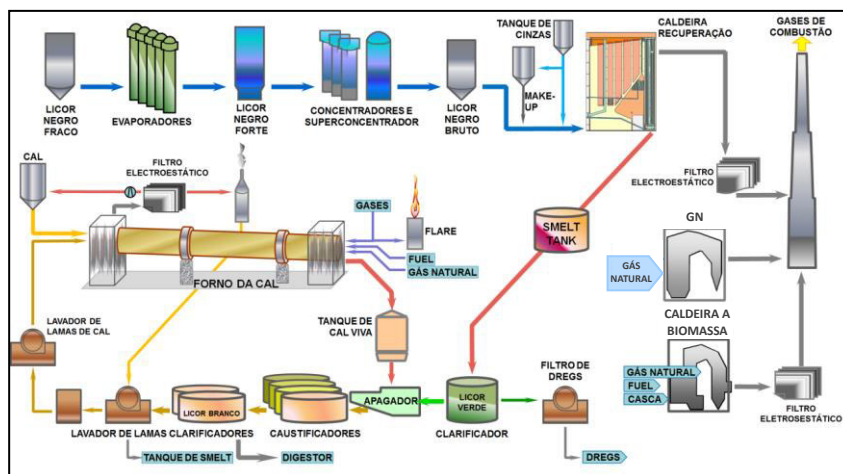 TANQUE DE
CINZAS
CALDEIRA
RECUPERAÇÃO
GASES DE
COMBUSTÃO
LICOR
NEGRO
FRACO
EVAPORADORES
LICOR
NEGRO
FORTE
CONCENTRADORES E
SUPERCONCENTRADOR
LICOR
NEGRO
BRUTO
MAKE-
UP
CAL
FILTRO
ELECTROESTÁTICO
FILTRO
ELECTROESTÁTICO
GASES
FLARE
FUEL
GÁS NATURAL
FORNO DA CAL
SMELT
TANK
GN
GÁS
NATURAL
CALDEIRA A
BIOMASSA
GÁS NATURAL
FUEL
CASCA
FILTRO
ELETROSESTÁTICO
LAVADOR DE
LAMAS DE CAL
TANQUE DE
CAL VIVA
FILTRO DE
DREGS
APAGADOR
LICOR
VERDE
CLARIFICADOR
LICOR BRANCO
LAVADOR DE LAMAS
CLARIFICADORES
CAUSTIFICADORES
TANQUE DE SMELT
DIGESTOR
DREGS